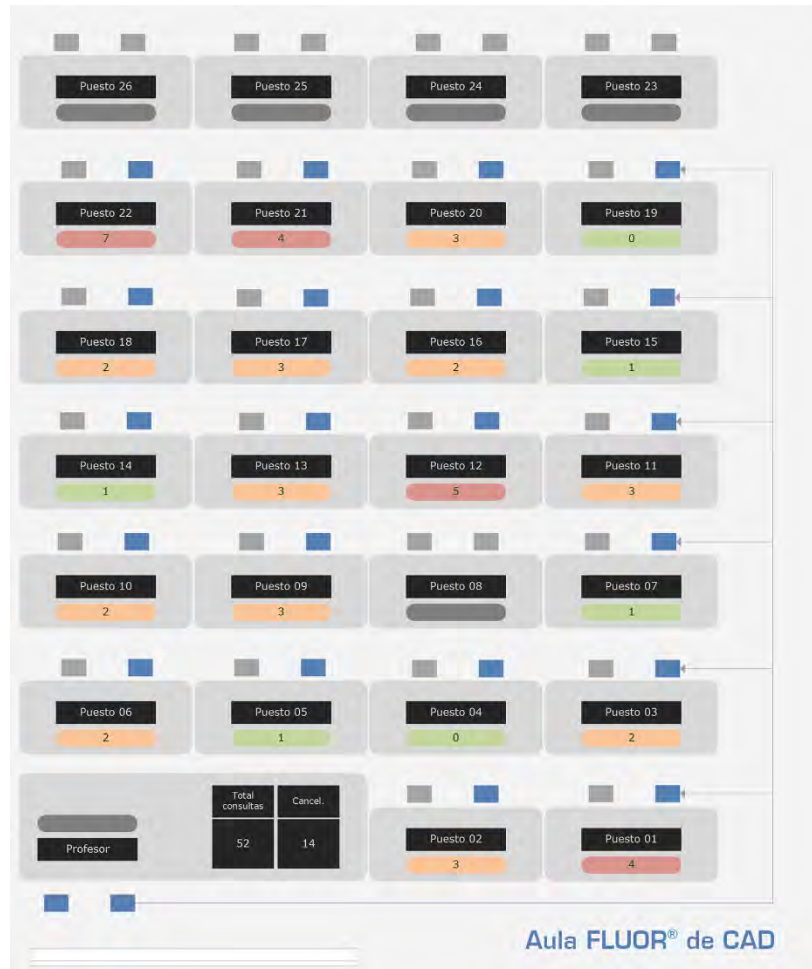 Puesto 26 Puesto 25 Puesto 24 Puesto 23
Puesto 22 Puesto 21 Puesto 20 Puesto 19
7 4 3 0
Puesto 18 Puesto 17 Puesto 16 Puesto 15
2 3 2 1
Puesto 14 Puesto 13 Puesto 12 Puesto 11
1 3 5 3
Puesto 10 Puesto 09 Puesto 08 Puesto 07
2 3 1
Puesto 06 Puesto 05 Puesto 04 Puesto 03
2 1 0 2
Total consultas Cancel.
Profesor 52 14 Puesto 02 Puesto 01
3 4
Aula FLUOR® de CAD